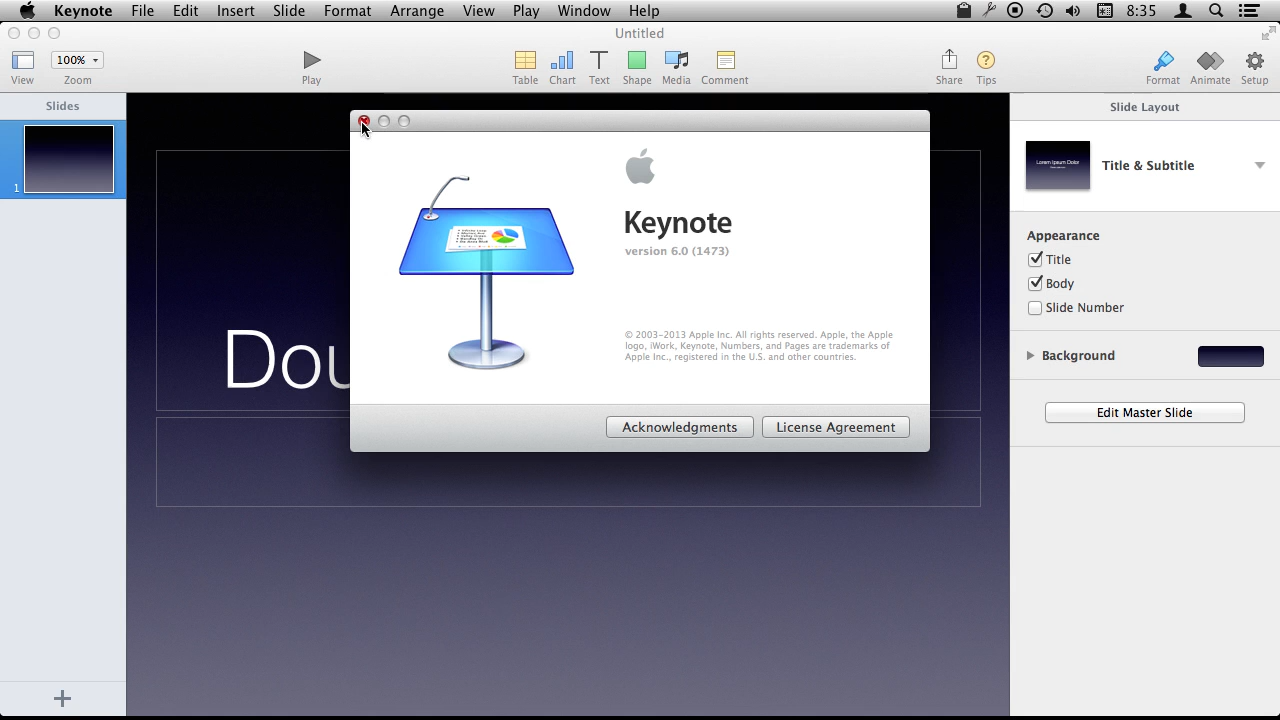 Keynote File Edit Insert Slide Format Arrange View Play Window Help 8:35
Untitled
100%
View Zoom Play Table Chart Text Shape Media Comment Share Tips Format Animate Setup
Slides
1
Dou
Keynote
version 6.0 (1473)
© 2003–2013 Apple Inc. All rights reserved. Apple, the Apple
logo, iWork, Keynote, Numbers, and Pages are trademarks of
Apple Inc., registered in the U.S. and other countries.
Acknowledgments License Agreement
Slide Layout
Lorem Ipsum Dolor
Title & Subtitle
Appearance
Title
Body
Slide Number
Background
Edit Master Slide